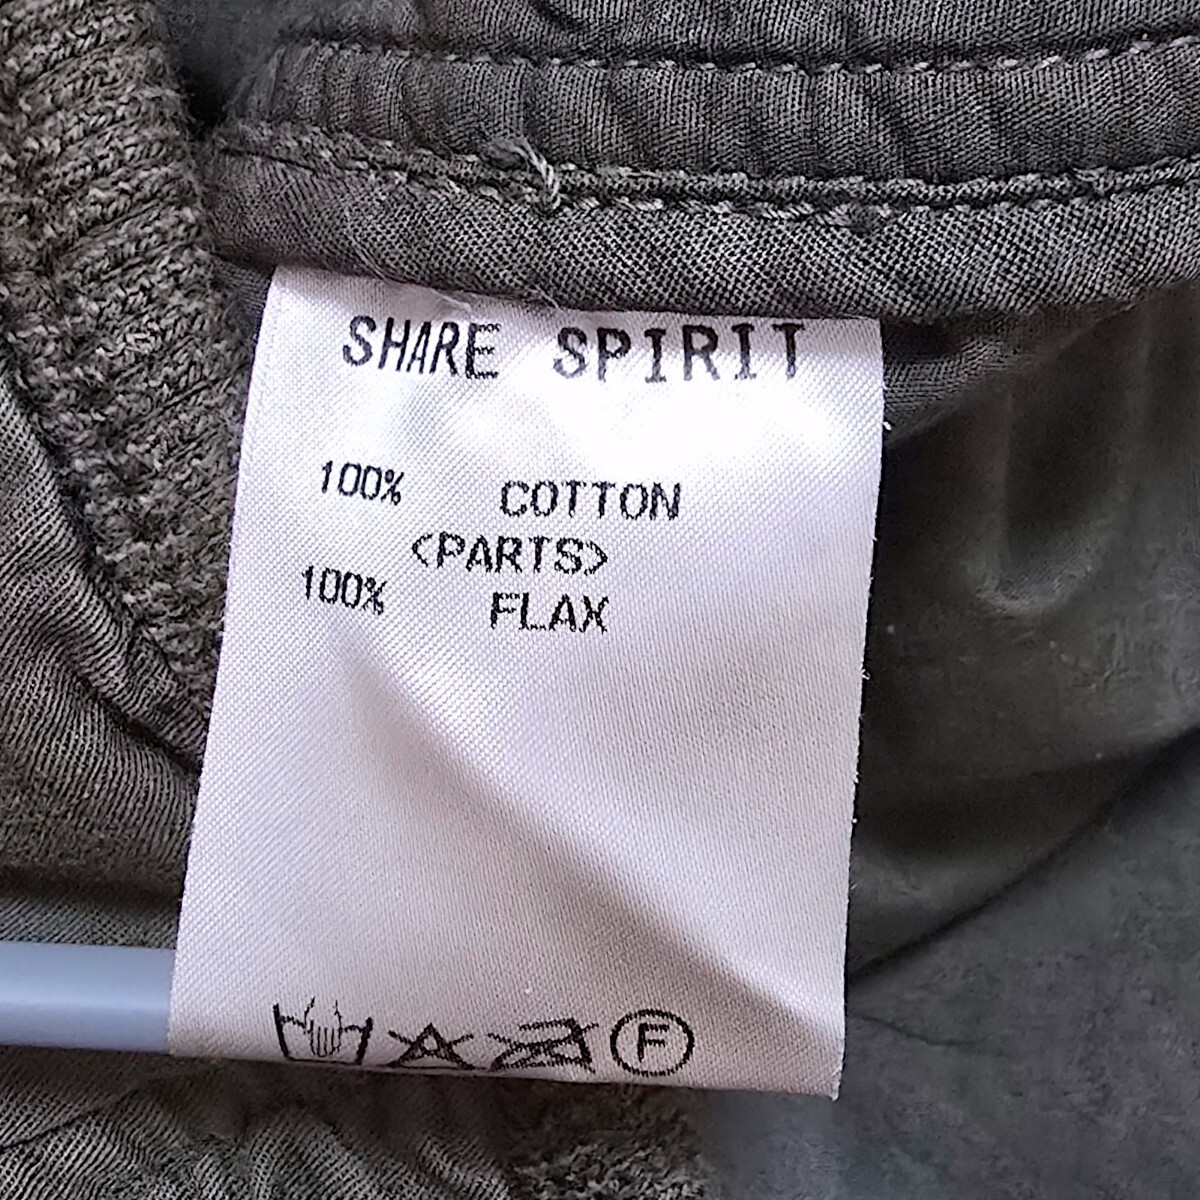 SHARE SPIRIT
100% COTTON
<PARTS>
100% FLAX
F